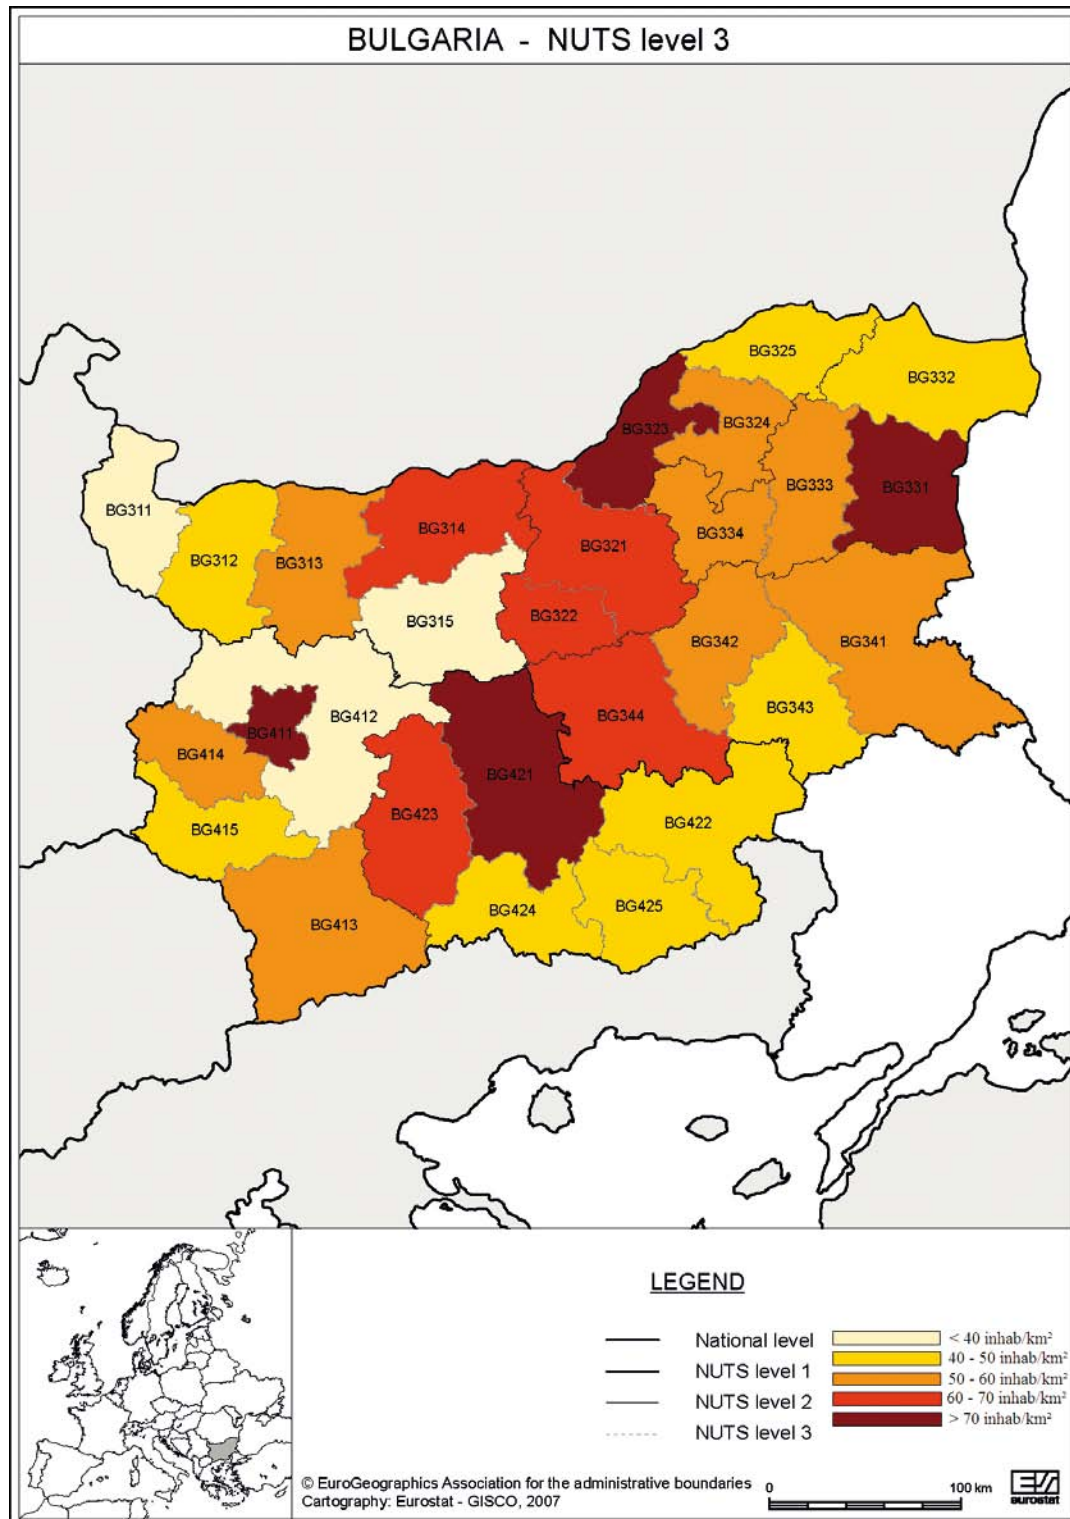 BULGARIA - NUTS level 3
BG325
BG332
BG323
BG324
BG333
BG331
BG311
BG314
BG334
BG321
BG312
BG313
BG322
BG315
BG342
BG341
BG344
BG343
BG412
BG411
BG414
BG421
BG423
BG422
BG415
BG424
BG425
BG413
LEGEND
National level
NUTS level 1
NUTS level 2
NUTS level 3
< 40 inhab/km²
40 - 50 inhab/km²
50 - 60 inhab/km²
60 - 70 inhab/km²
> 70 inhab/km²
© EuroGeographics Association for the administrative boundaries
Cartography: Eurostat - GISCO, 2007
0 100 km
eurostat